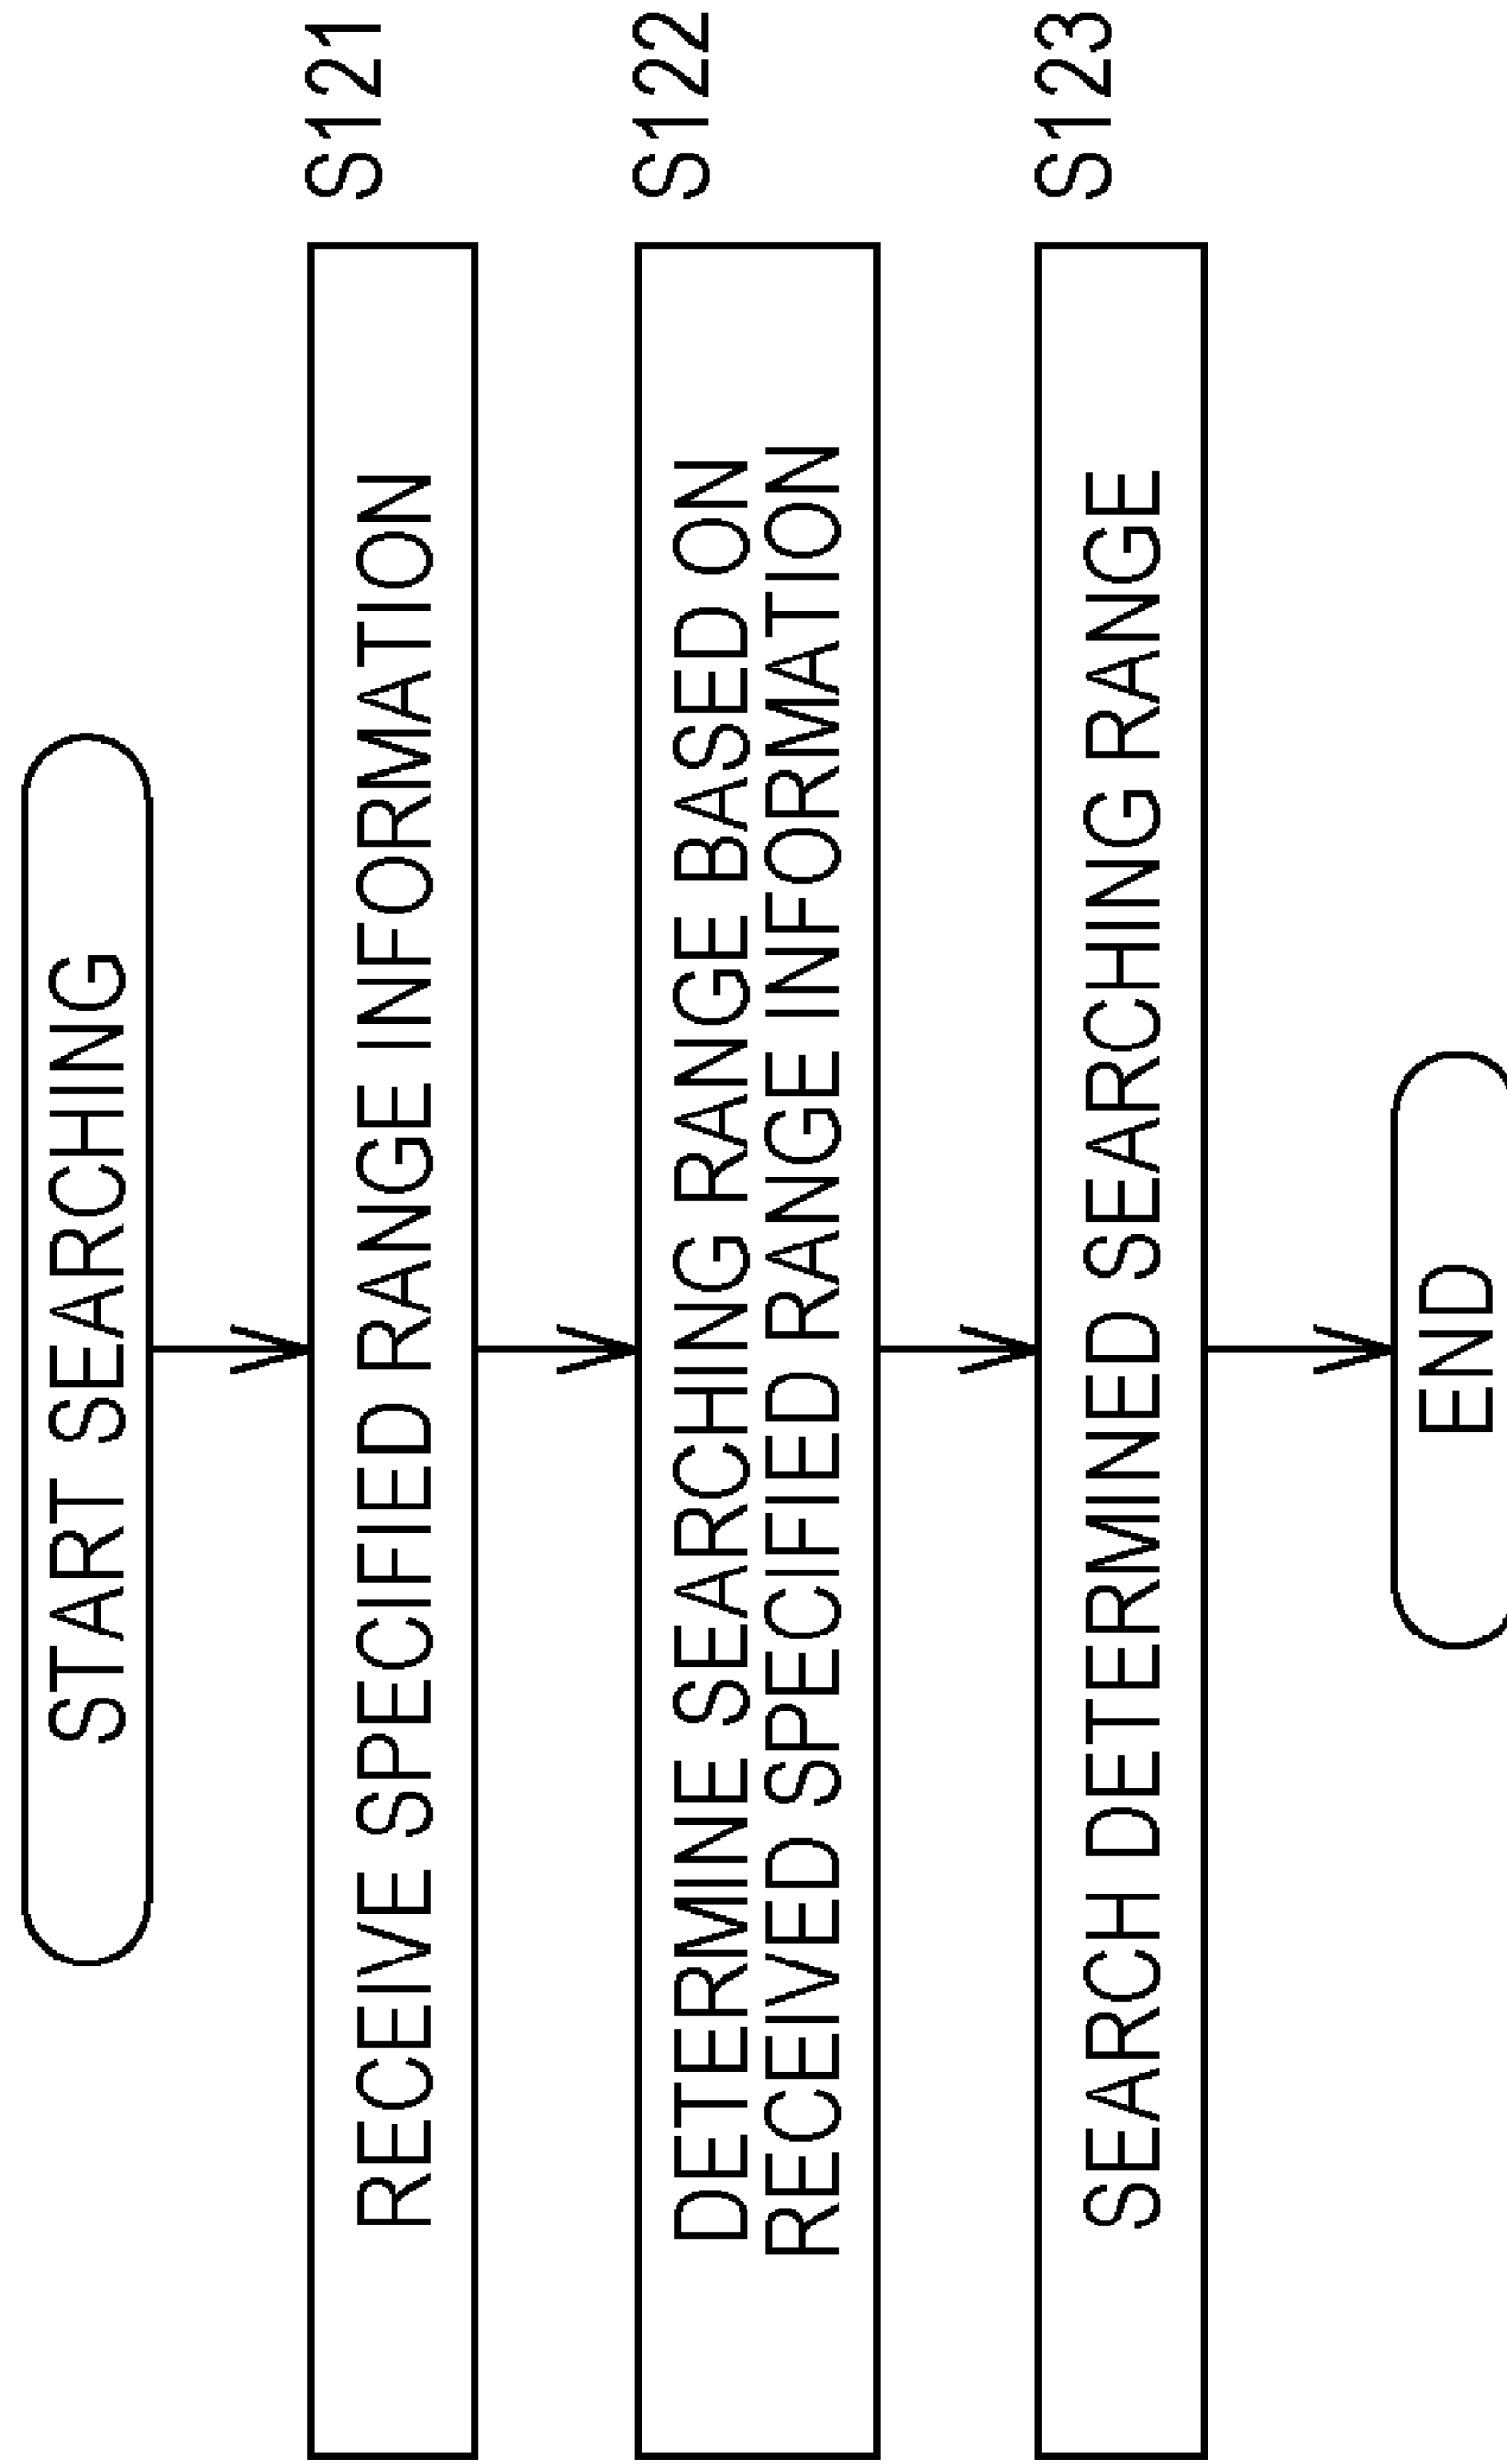 START SEARCHING
S121
RECEIVE SPECIFIED RANGE INFORMATION
S122
DETERMINE SEARCHING RANGE BASED ON
RECEIVED SPECIFIED RANGE INFORMATION
S123
SEARCH DETERMINED SEARCHING RANGE
END